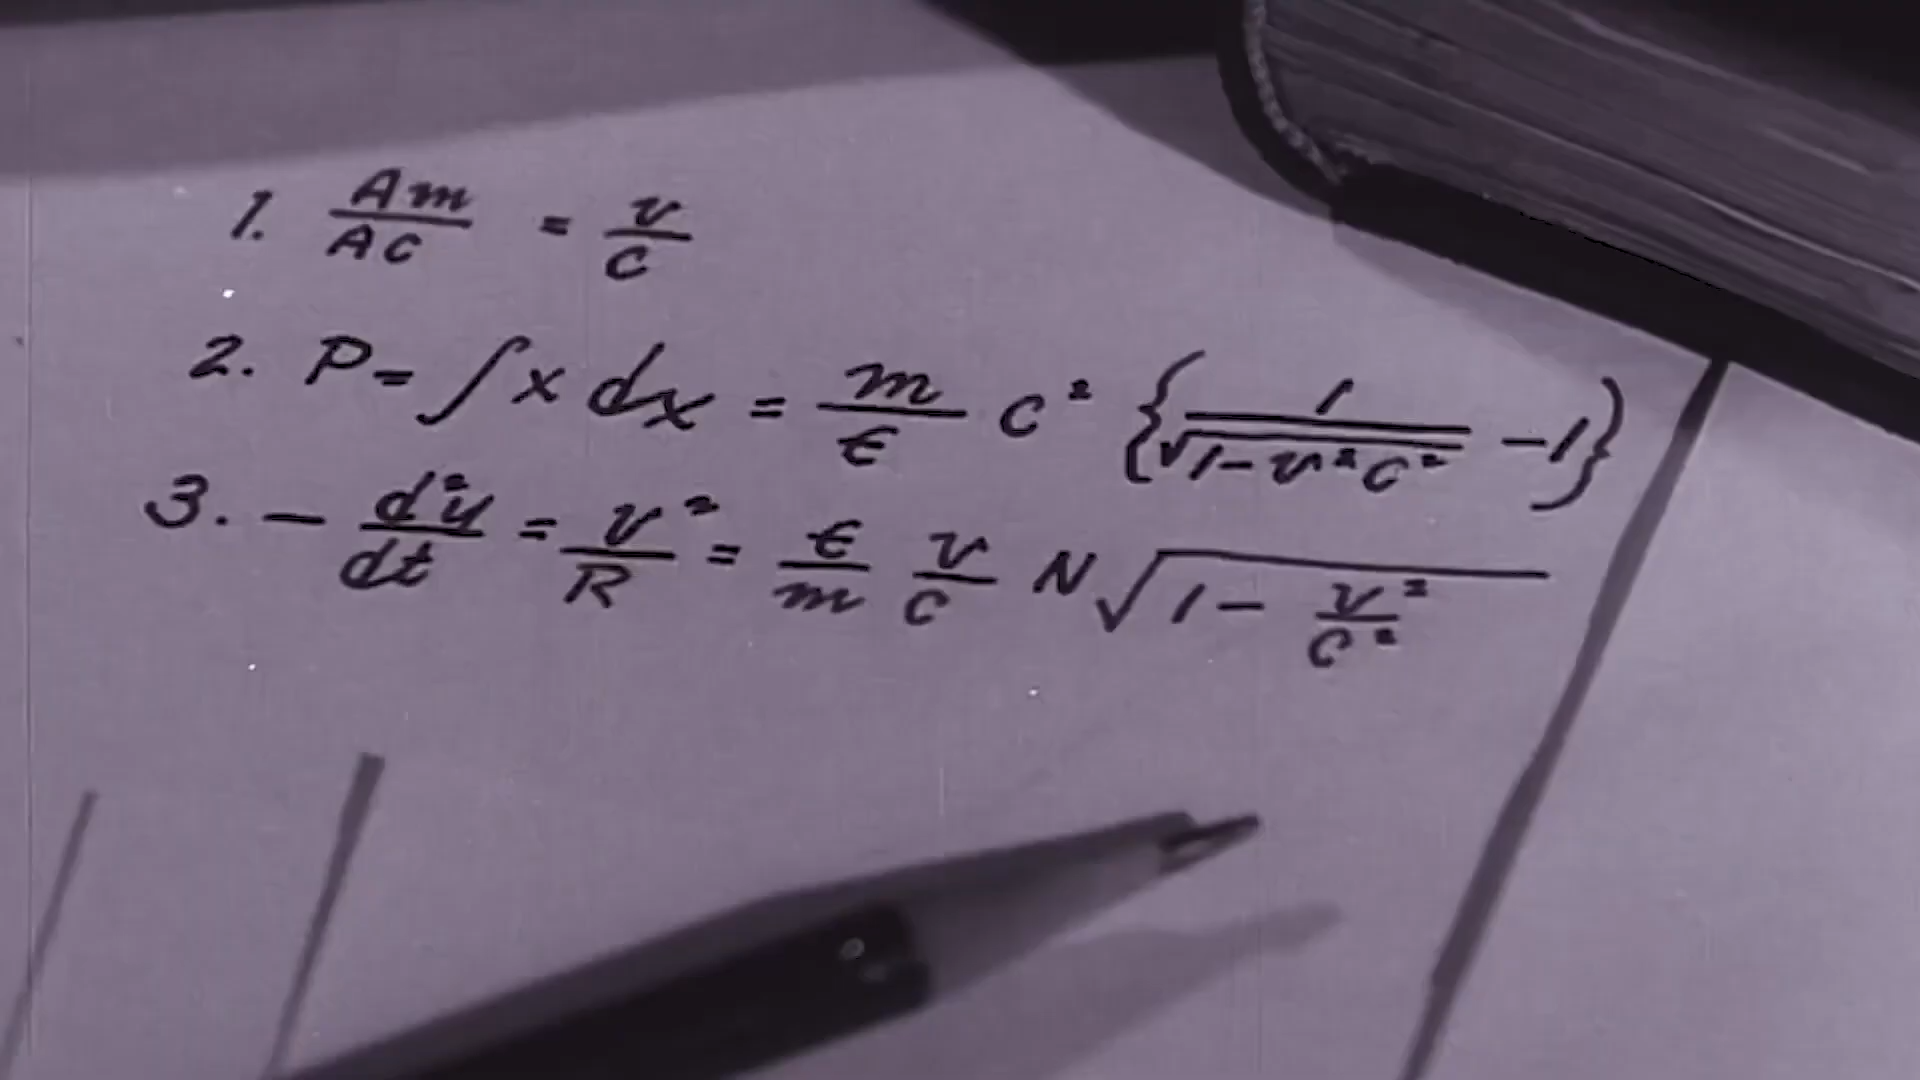 1. Am/Ac = v/c
2. P = ∫ x dx = m/ε c² { 1/√(1-v²c²) -1 }
3. - d²y/dt = v²/R = ε/m v/c N √(1 - v²/c²)